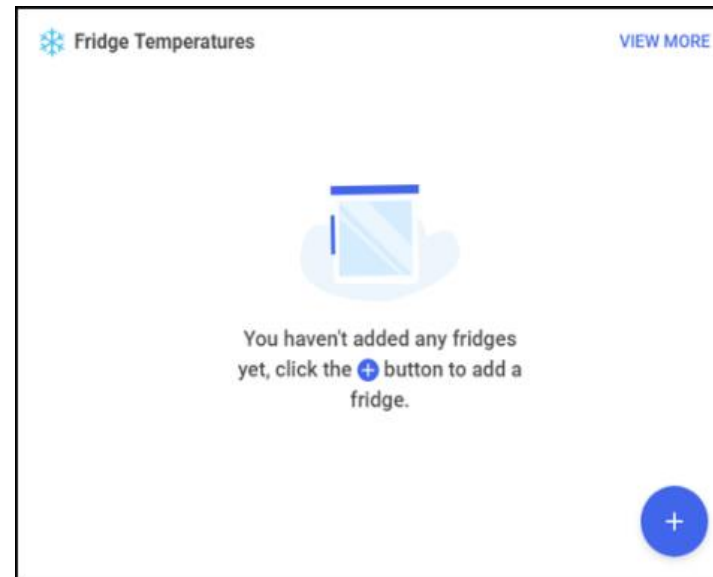 Fridge Temperatures
VIEW MORE
You haven't added any fridges
yet, click the + button to add a
fridge.
+